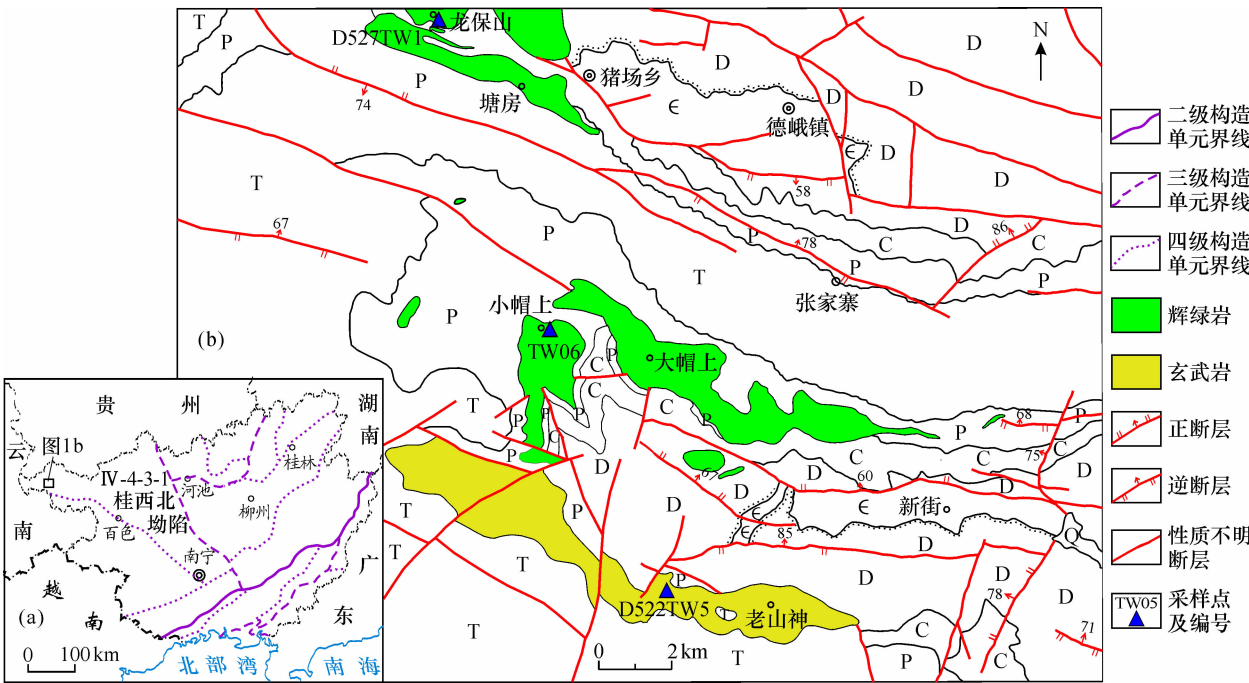 (b)
N
T
P
龙保山
D527TW1
P
塘房
74
猪场乡
D
D
D
D
Є
德峨镇
Є
D
D
58
T
67
P
T
78
P
张家寨
C
D
86
C
P
小帽上
P
TW06
C
P
大帽上
C
C
P
P
P
C
P
D
T
P
68
P
C
C
75
D
D
60
67
D
Є
Є
Є
新街
Q
85
D
T
P
D
T
T
P
D522TW5
老山神
T
T
T
D
D
C
78
C
P
D
71
0
2 km
(a)
贵 州
湖
南
云
图1b
Ⅳ-4-3-1
桂西北
坳陷
河池
桂林
柳州
百色
南宁
南
广
东
越
南
北 部 湾
南 海
0
100 km
二级构造
单元界线
三级构造
单元界线
四级构造
单元界线
辉绿岩
玄武岩
正断层
逆断层
性质不明
断层
TW05
采样点
及编号